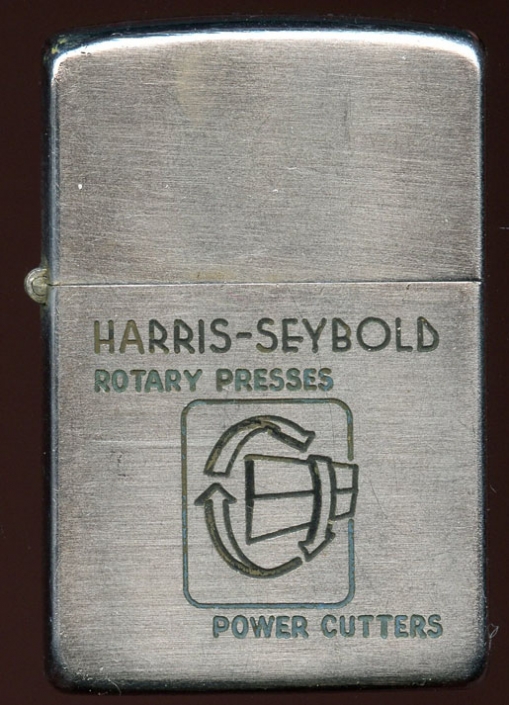 HARRIS-SEYBOLD
ROTARY PRESSES
POWER CUTTERS